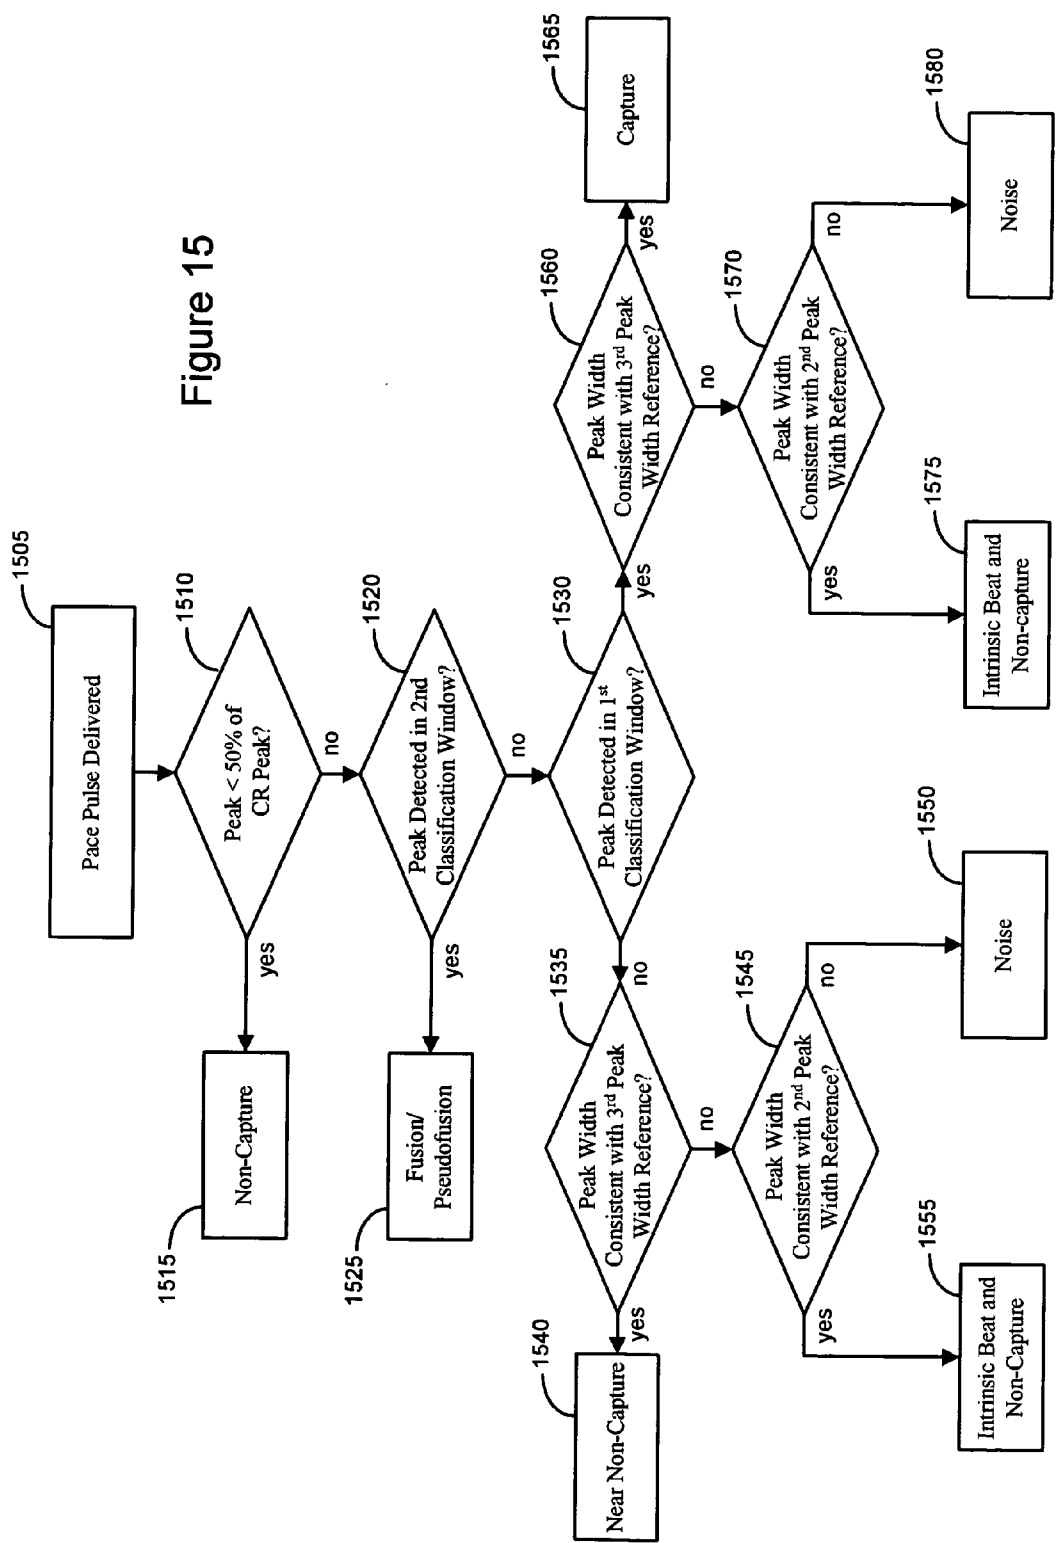 Figure 15
1505
Pace Pulse Delivered
1510
Peak < 50% of
CR Peak?
yes
no
1515
Non-Capture
1520
Peak Detected in 2nd
Classification Window?
yes
no
1525
Fusion/
Pseudofusion
1530
Peak Detected in 1st
Classification Window?
no
yes
1535
Peak Width
Consistent with 3rd Peak
Width Reference?
yes
no
1540
Near Non-Capture
1545
Peak Width
Consistent with 2nd Peak
Width Reference?
yes
no
1555
Intrinsic Beat and
Non-Capture
1550
Noise
1560
Peak Width
Consistent with 3rd Peak
Width Reference?
yes
no
1565
Capture
1570
Peak Width
Consistent with 2nd Peak
Width Reference?
yes
no
1575
Intrinsic Beat and
Non-capture
1580
Noise